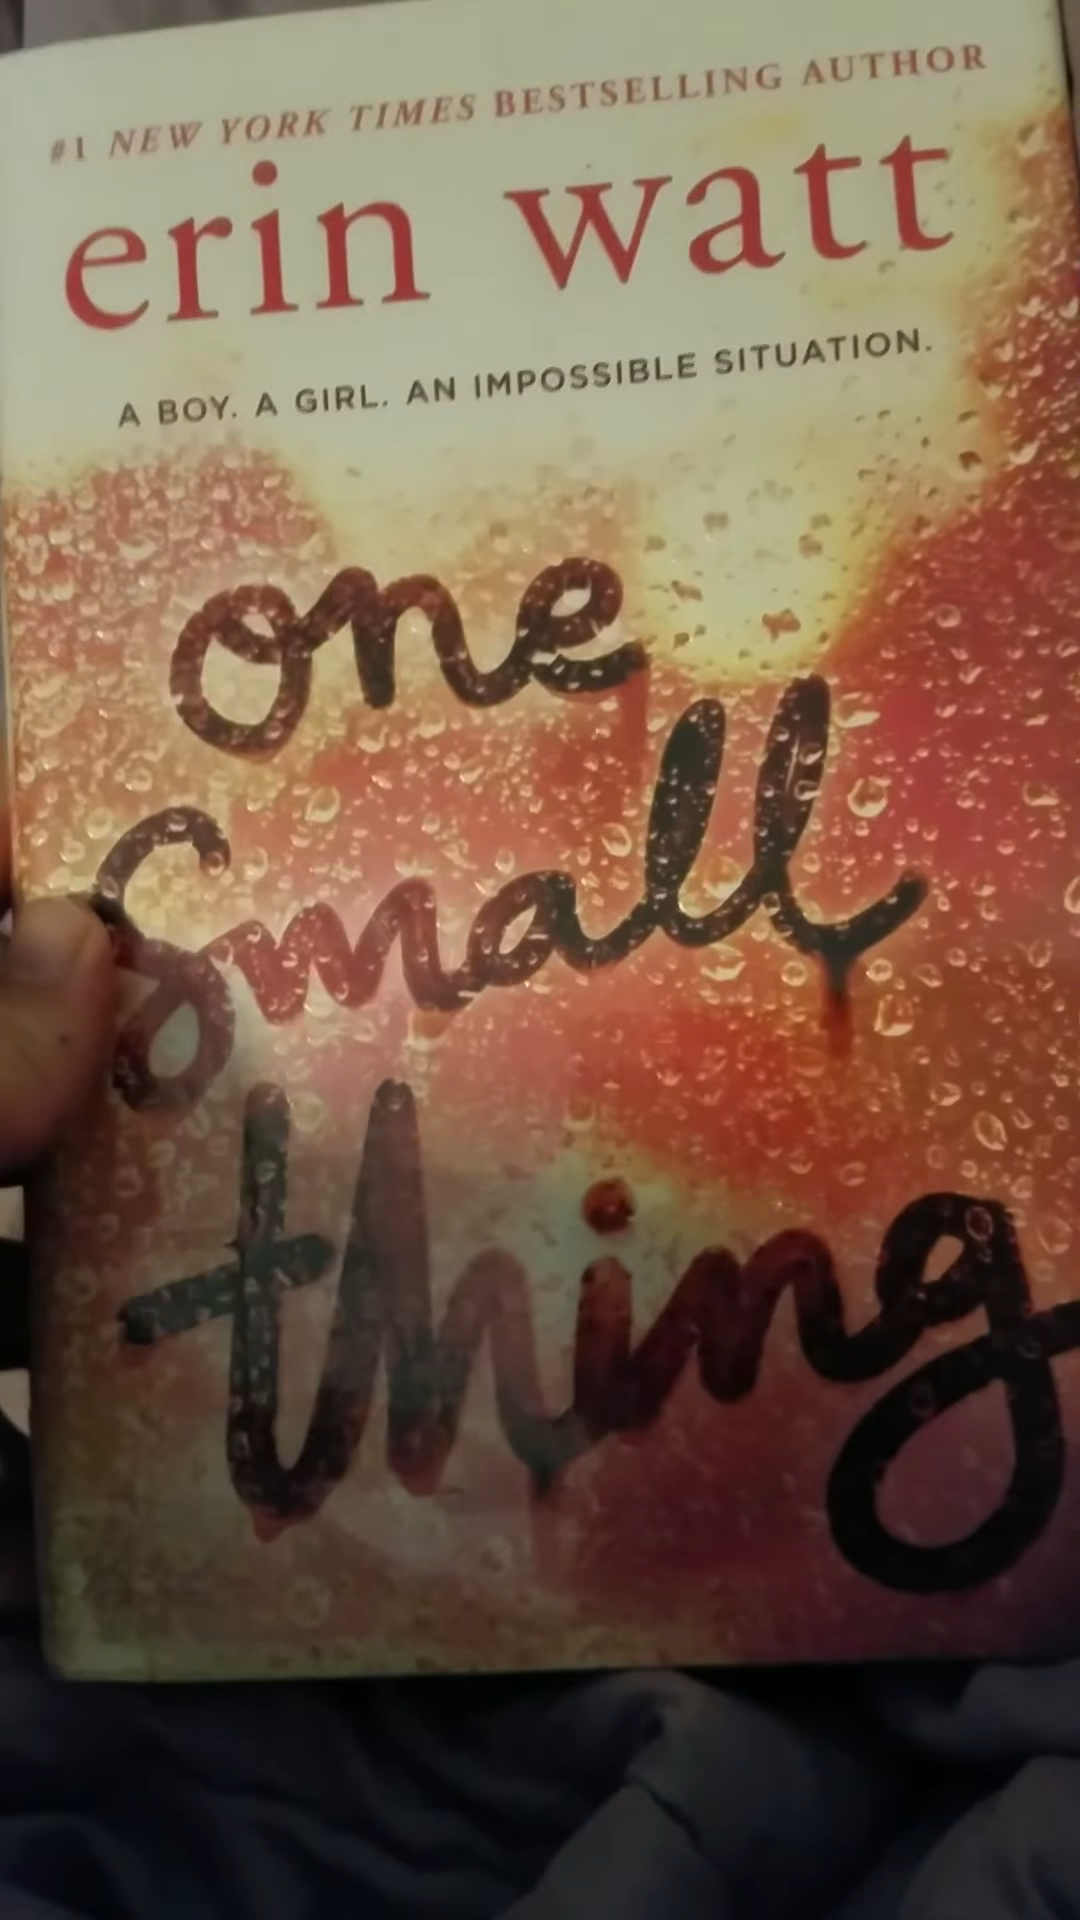 #1 NEW YORK TIMES BESTSELLING AUTHOR
erin watt
A BOY. A GIRL. AN IMPOSSIBLE SITUATION.
one
small
thing